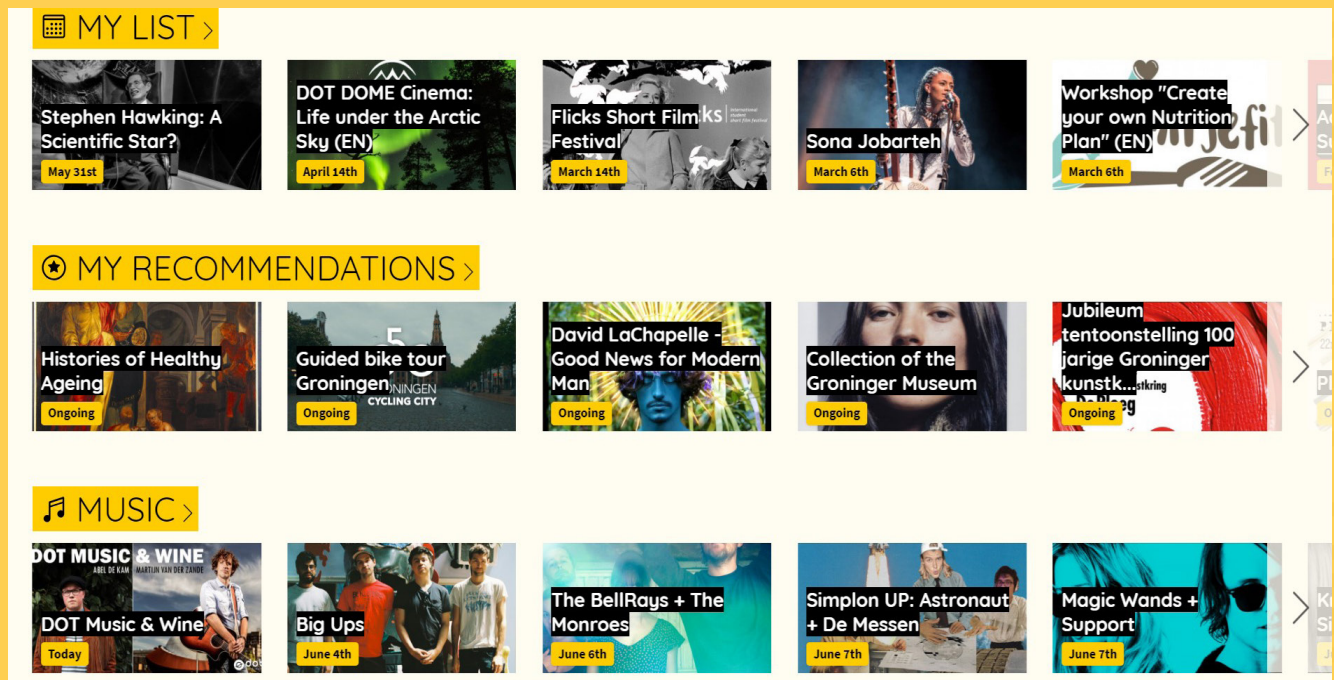 MY LIST >
Stephen Hawking: A
Scientific Star?
May 31st
DOT DOME Cinema:
Life under the Arctic
Sky (EN)
April 14th
Flicks Short Film
Festival
March 14th
Sona Jobarteh
March 6th
Workshop "Create
your own Nutrition
Plan" (EN)
March 6th
MY RECOMMENDATIONS >
Histories of Healthy
Ageing
Ongoing
Guided bike tour
Groningen
CYCLING CITY
Ongoing
David LaChapelle -
Good News for Modern
Man
Ongoing
Collection of the
Groninger Museum
Ongoing
Jubileum
tentoonstelling 100
jarige Groninger
kunstk...
Ongoing
MUSIC >
DOT MUSIC & WINE
ABEL DE KAM MARTIJN VAN DER ZANDE
DOT Music & Wine
Today
Big Ups
June 4th
The BellRays + The
Monroes
June 6th
Simplon UP: Astronaut
+ De Messen
June 7th
Magic Wands +
Support
June 7th